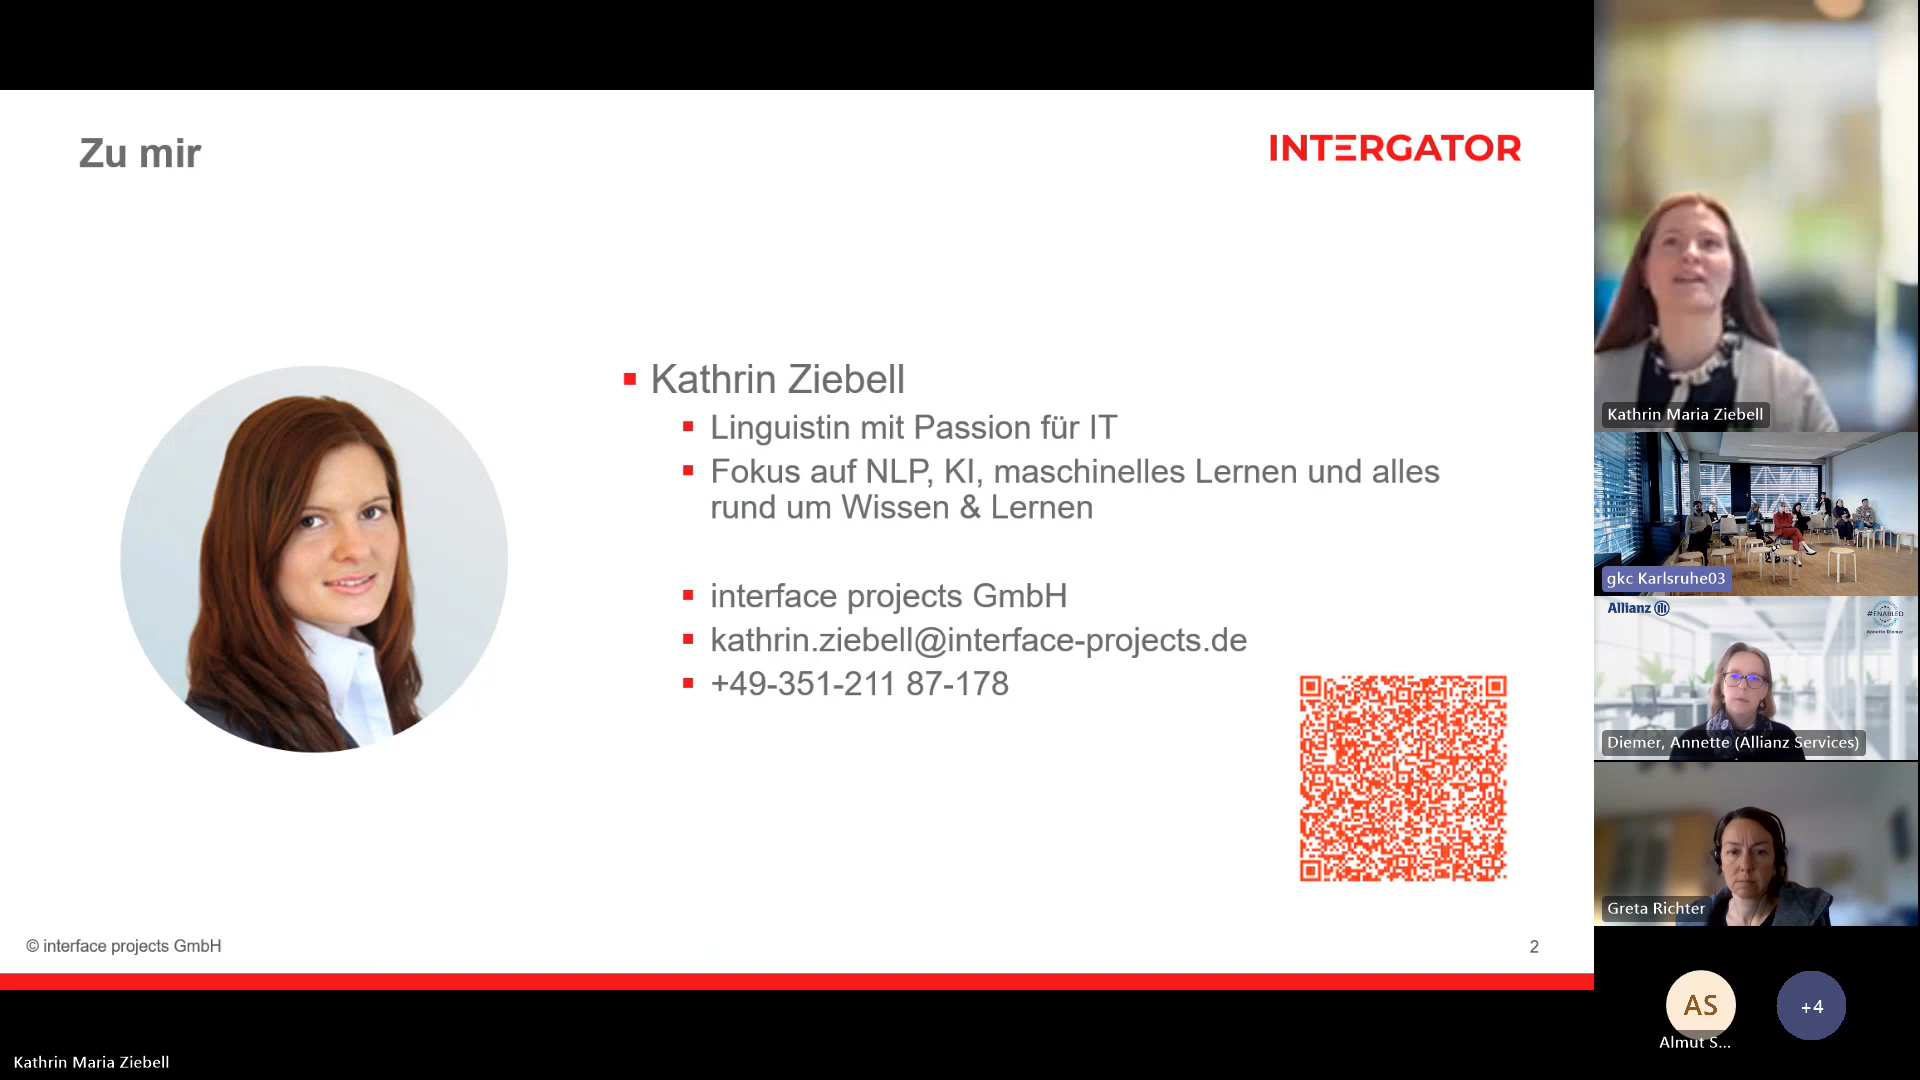 Zu mir
INTERGATOR
Kathrin Ziebell
Linguistin mit Passion für IT
Fokus auf NLP, KI, maschinelles Lernen und alles
rund um Wissen & Lernen
interface projects GmbH
kathrin.ziebell@interface-projects.de
+49-351-211 87-178
© interface projects GmbH
2
Kathrin Maria Ziebell
Kathrin Maria Ziebell
gkc Karlsruhe03
Allianz
#ENABLED
Annette Diemer
Diemer, Annette (Allianz Services)
Greta Richter
AS
Almut S...
+4